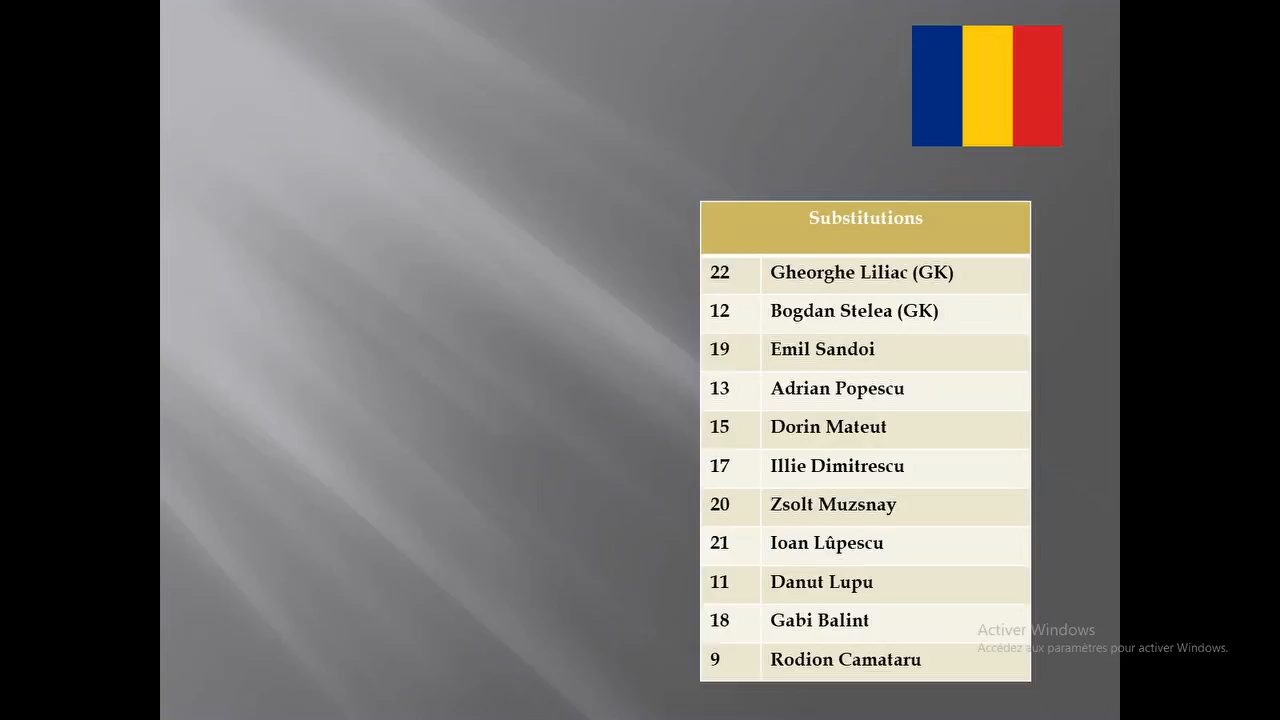 Substitutions
22 Gheorghe Liliac (GK)
12 Bogdan Stelea (GK)
19 Emil Sandoi
13 Adrian Popescu
15 Dorin Mateut
17 Illie Dimitrescu
20 Zsolt Muzsnay
21 Ioan Lûpescu
11 Danut Lupu
18 Gabi Balint
9 Rodion Camataru
Activer Windows
Accédez aux paramètres pour activer Windows.